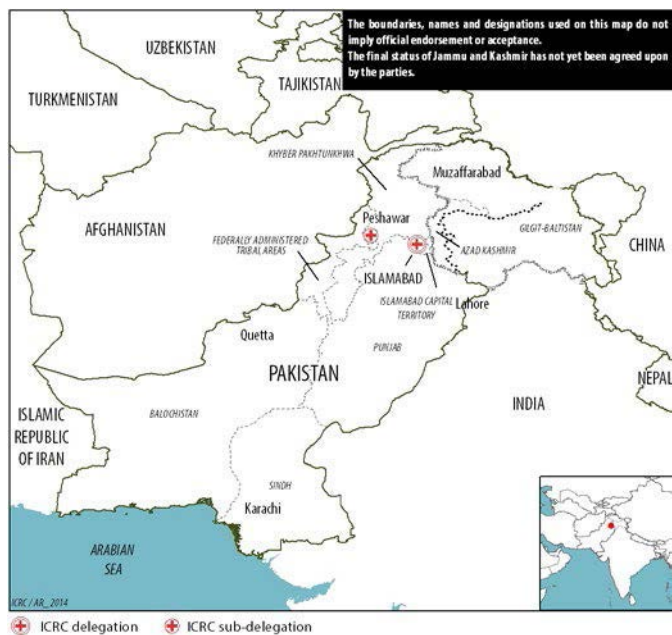 The boundaries, names and designations used on this map do not
imply official endorsement or acceptance.
The final status of Jammu and Kashmir has not yet been agreed upon
by the parties.
UZBEKISTAN
TAJIKISTAN
TURKMENISTAN
KHYBER PAKHTUNKHWA
Muzaffarabad
Peshawar
AFGHANISTAN
FEDERALLY ADMINISTERED
TRIBAL AREAS
GILGIT-BALTISTAN
AZAD KASHMIR
CHINA
ISLAMABAD
ISLAMABAD CAPITAL
TERRITORY
Lahore
Quetta
PUNJAB
PAKISTAN
NEPAL
INDIA
ISLAMIC
REPUBLIC
OF IRAN
BALOCHISTAN
SINDH
Karachi
ARABIAN
SEA
ICRC / AR_2014
ICRC delegation
ICRC sub-delegation